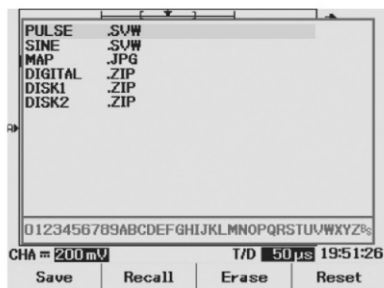 PULSE .SVW
SINE .SVW
MAP .JPG
DIGITAL .ZIP
DISK1 .ZIP
DISK2 .ZIP
A
0123456789ABCDEFGHIJKLMNOPQRSTUVWXYZBs
CHA = 200 mV T/D 50 µs 19:51:26
Save Recall Erase Reset